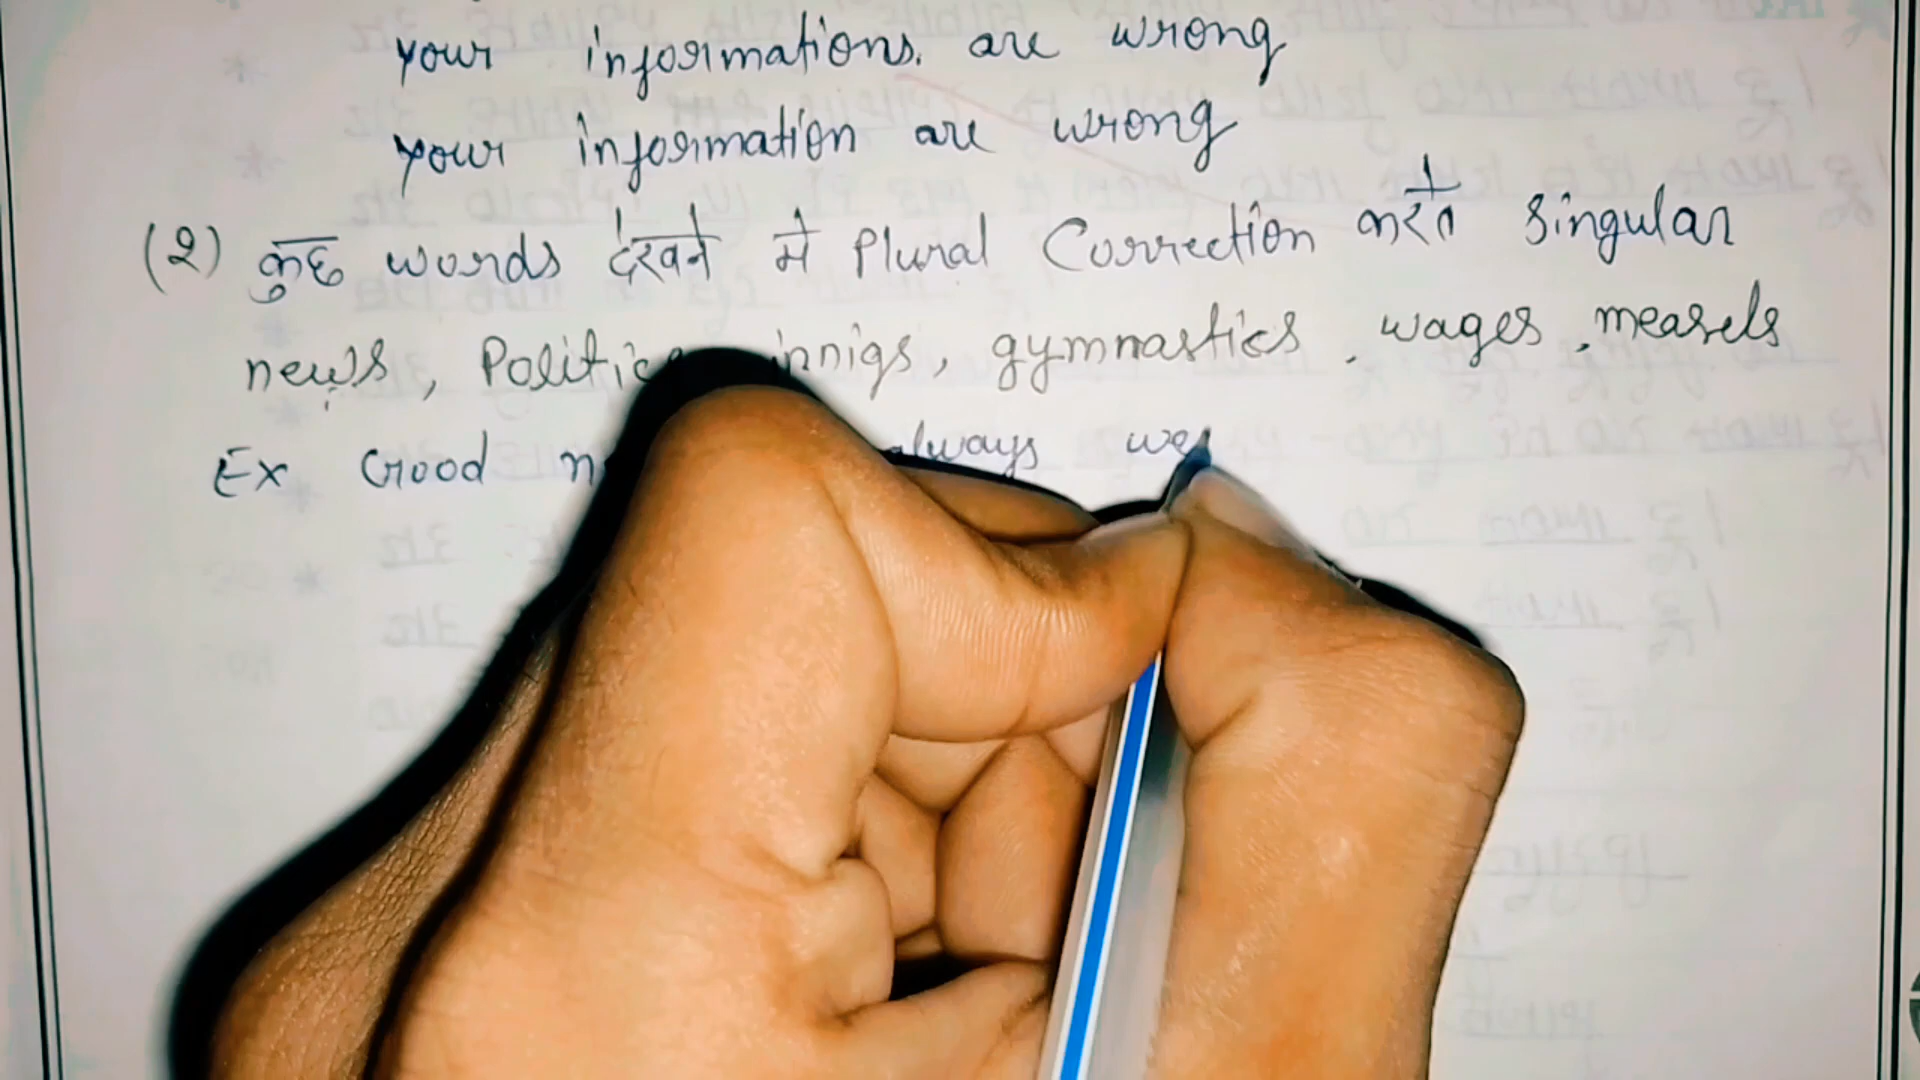 your informations. are wrong
your information are wrong
(2) कुछ words देखने मे Plural Correction करते singular
news, Politic innigs, gymnastics, wages, measels
Ex Good always we